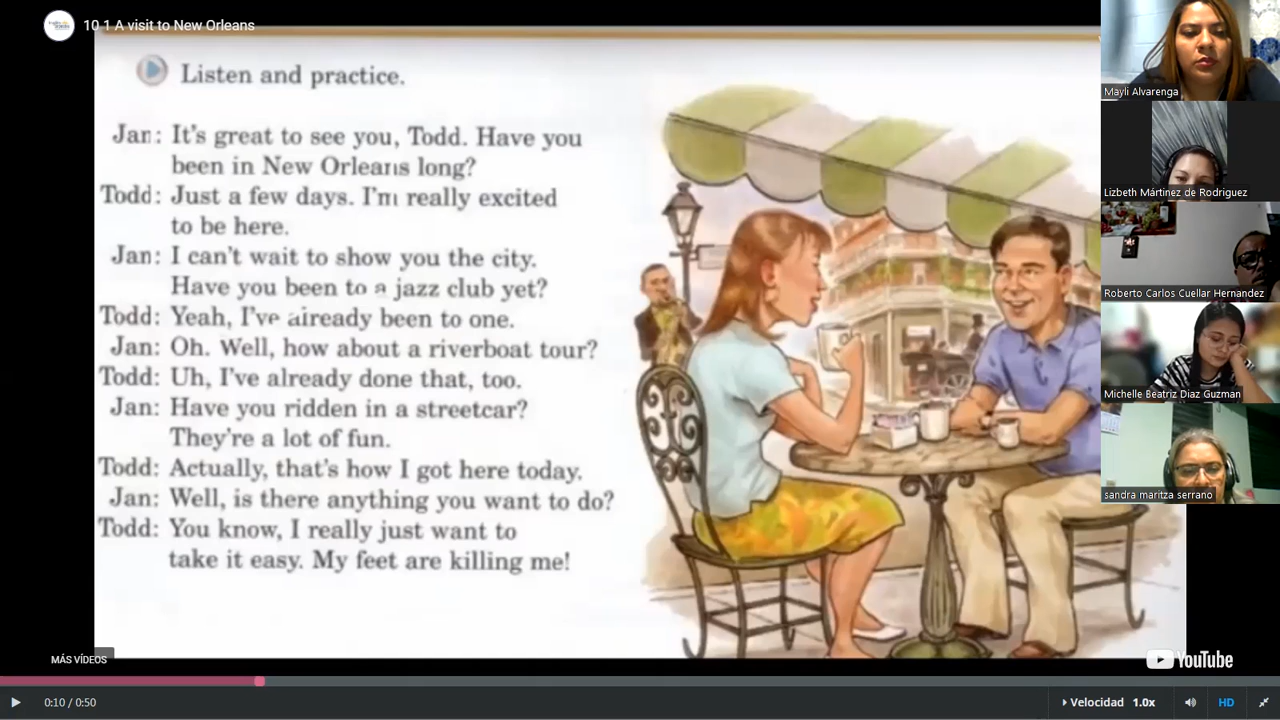 10 1 A visit to New Orleans
Listen and practice.
Jan: It's great to see you, Todd. Have you
been in New Orleans long?
Todd: Just a few days. I'm really excited
to be here.
Jan: I can't wait to show you the city.
Have you been to a jazz club yet?
Todd: Yeah, I've already been to one.
Jan: Oh. Well, how about a riverboat tour?
Todd: Uh, I've already done that, too.
Jan: Have you ridden in a streetcar?
They're a lot of fun.
Todd: Actually, that's how I got here today.
Jan: Well, is there anything you want to do?
Todd: You know, I really just want to
take it easy. My feet are killing me!
Mayli Alvarenga
Lizbeth Mártinez de Rodriguez
Roberto Carlos Cuellar Hernandez
Michelle Beatriz Diaz Guzman
sandra maritza serrano
MÁS VÍDEOS
YouTube
0:10 / 0:50
Velocidad 1.0x
HD